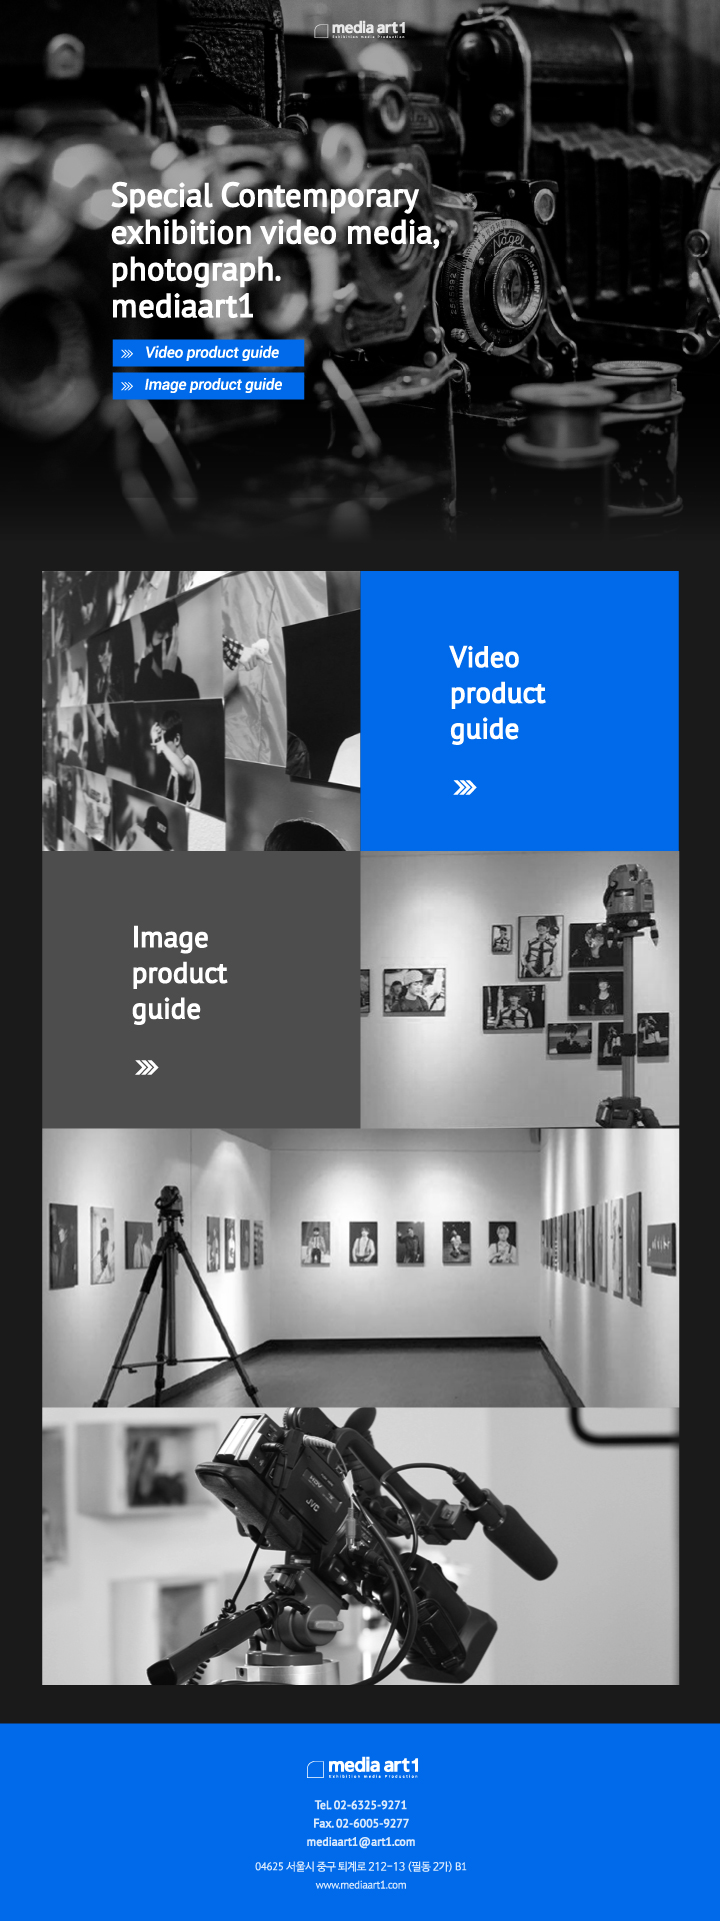 media art1
Exhibition media Production
Special Contemporary
exhibition video media,
photograph.
mediaart1
Video product guide
Image product guide
Nagel
Video
product
guide
Image
product
guide
HDV
JVC
media art1
Exhibition media Production
Tel. 02-6325-9271
Fax. 02-6005-9277
mediaart1@art1.com
04625 서울시 중구 퇴계로 212-13 (필동 2가) B1
www.mediaart1.com